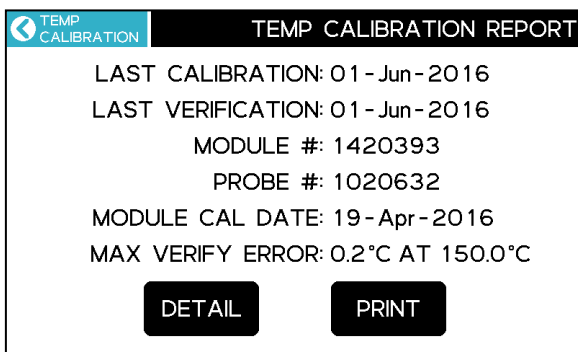 TEMP
CALIBRATION
TEMP CALIBRATION REPORT
LAST CALIBRATION: 01-Jun-2016
LAST VERIFICATION: 01-Jun-2016
MODULE #: 1420393
PROBE #: 1020632
MODULE CAL DATE: 19-Apr-2016
MAX VERIFY ERROR: 0.2°C AT 150.0°C
DETAIL
PRINT